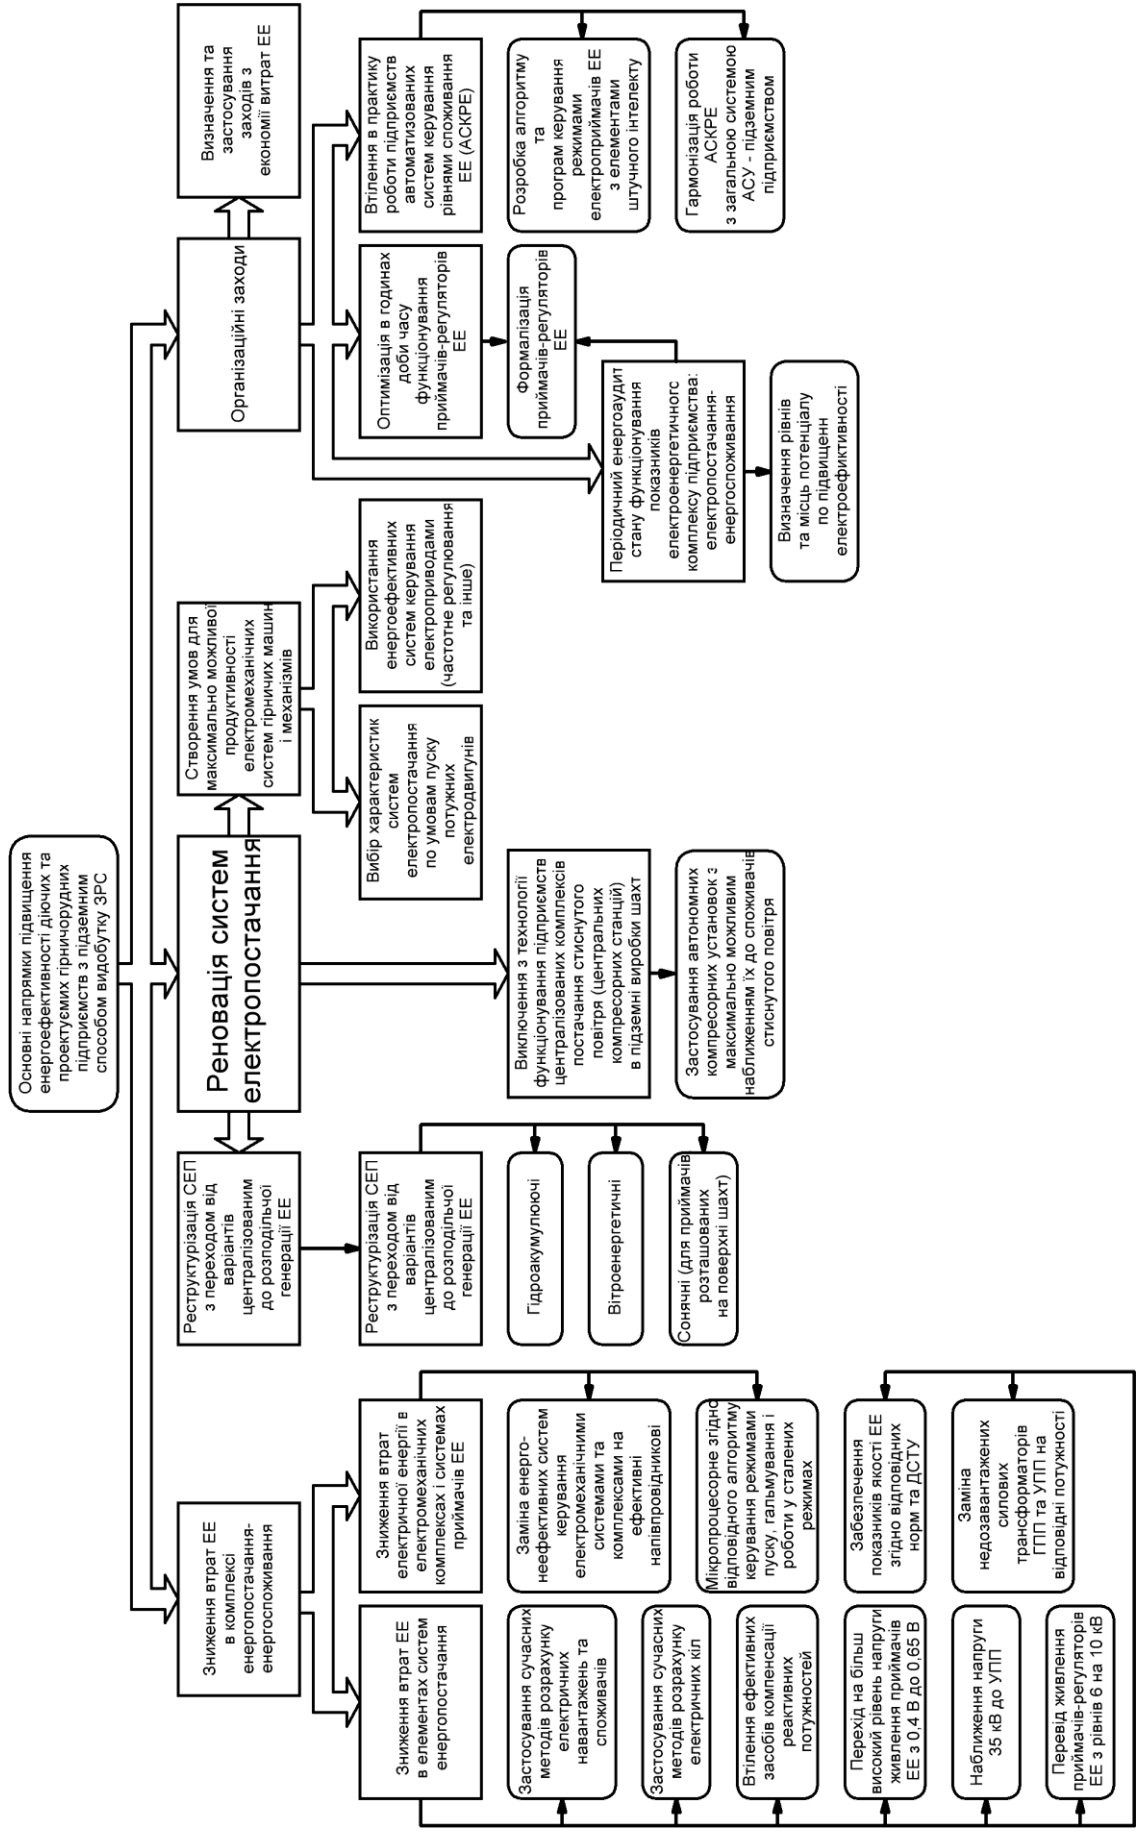 Основні напрямки підвищення
енергоефективності діючих та
проектуємих гірничорудних
підприємств з підземним
способом видобутку ЗРС
Зниження втрат ЕЕ
в комплексі
енергопостачання-
енергоспоживання
Реструктурізація СЕП
з переходом від
варіантів
централізованим
до розподільчої
генерації ЕЕ
Реновація систем
електропостачання
Створення умов для
максимально можливої
продуктивності
електромеханічних
систем гірничих машин
і механізмів
Організаційні заходи
Визначення та
застосування
заходів з
економії витрат ЕЕ
Зниження втрат ЕЕ
в елементах систем
енергопостачання
Зниження втрат
електричної енергії в
електромеханічних
комплексах і системах
приймачів ЕЕ
Реструктурізація СЕП
з переходом від
варіантів
централізованим
до розподільчої
генерації ЕЕ
Вибір характеристик
систем
електропостачання
по умовам пуску
потужних
електродвигунів
Використання
енергоефективних
систем керування
електроприводами
(частотне регулювання
та інше)
Оптимізація в годинах
доби часу
функціонування
приймачів-регуляторів
ЕЕ
Втілення в практику
роботи підприємств
автоматизованих
систем керування
рівнями споживання
ЕЕ (АСКРЕ)
Застосування сучасних
методів розрахунку
електричних
навантажень та
споживачів
Заміна енерго-
неефективних систем
керування
електромеханічними
системами та
комплексами на
ефективні
напівпровідникові
Гідроакумулюючі
Виключення з технології
функціонування підприємств
централізованих комплексів
постачання стиснутого
повітря (центральних
компресорних станцій)
в підземні виробки шахт
Формалізація
приймачів-регуляторів
ЕЕ
Розробка алгоритму
та
програм керування
режимами
електроприймачів ЕЕ
з елементами
штучного інтелекту
Застосування сучасних
методів розрахунку
електричних кіл
Вітроенергетичні
Періодичний енергоаудит
стану функціонування
показників
електроенергетичного
комплексу підприємства:
електропостачання-
енергоспоживання
Втілення ефективних
засобів компенсації
реактивних
потужностей
Мікропроцесорне згідно
відповідного алгоритму
керування режимами
пуску, гальмування і
роботи у сталених
режимах
Сонячні (для приймачів
розташованих
на поверхні шахт)
Застосування автономних
компресорних установок з
максимально можливим
наближенням їх до споживачів
стиснутого повітря
Гармонізація роботи
АСКРЕ
з загальною системою
АСУ - підземним
підприємством
Визначення рівнів
та місць потенціалу
по підвищенн
електроефективності
Перехід на більш
високий рівень напруги
живлення приймачів
ЕЕ з 0,4 В до 0,65 В
Забезпечення
показників якості ЕЕ
згідно відповідних
норм та ДСТУ
Наближення напруги
35 кВ до УПП
Заміна
недозавантажених
силових
трансформаторів
ГПП та УПП на
відповідні потужності
Перевід живлення
приймачів-регуляторів
ЕЕ з рівнів 6 на 10 кВ